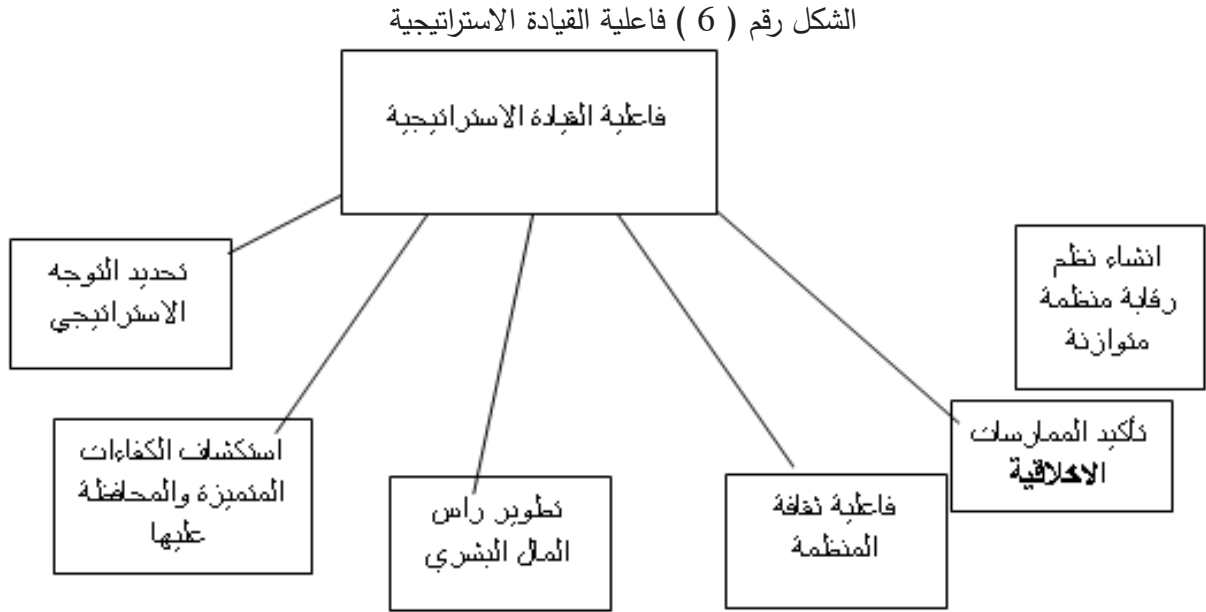 الشكل رقم ( 6 ) فاعلية القيادة الاستراتيجية
فاعلية القيادة الاستراتيجية
انشاء نظم
رقابة منظمة
متوازنة
تحديد التوجه
الاستراتيجي
تأكيد الممارسات
الاخلاقية
استكشاف الكفاءات
المتميزة والمحافظة
عليها
تطوير راس
المال البشري
فاعلية ثقافة
المنظمة